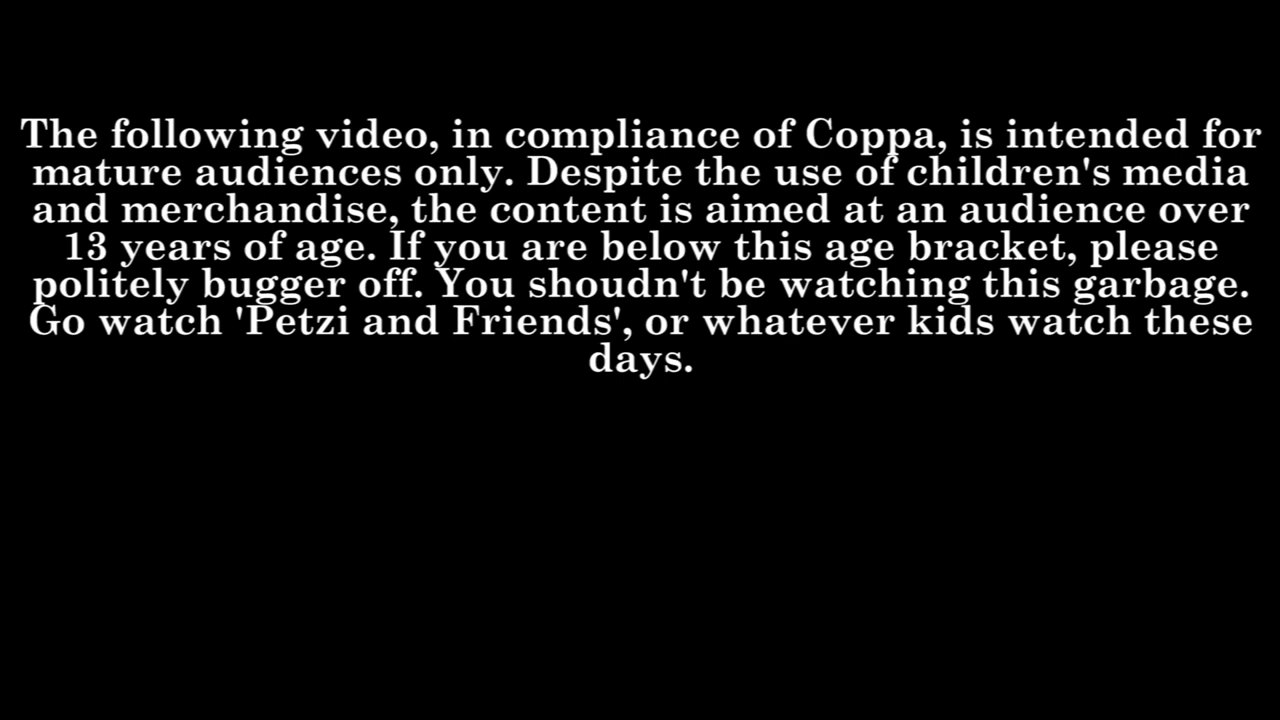 The following video, in compliance of Coppa, is intended for
mature audiences only. Despite the use of children's media
and merchandise, the content is aimed at an audience over
13 years of age. If you are below this age bracket, please
politely bugger off. You shoudn't be watching this garbage.
Go watch 'Petzi and Friends', or whatever kids watch these
days.